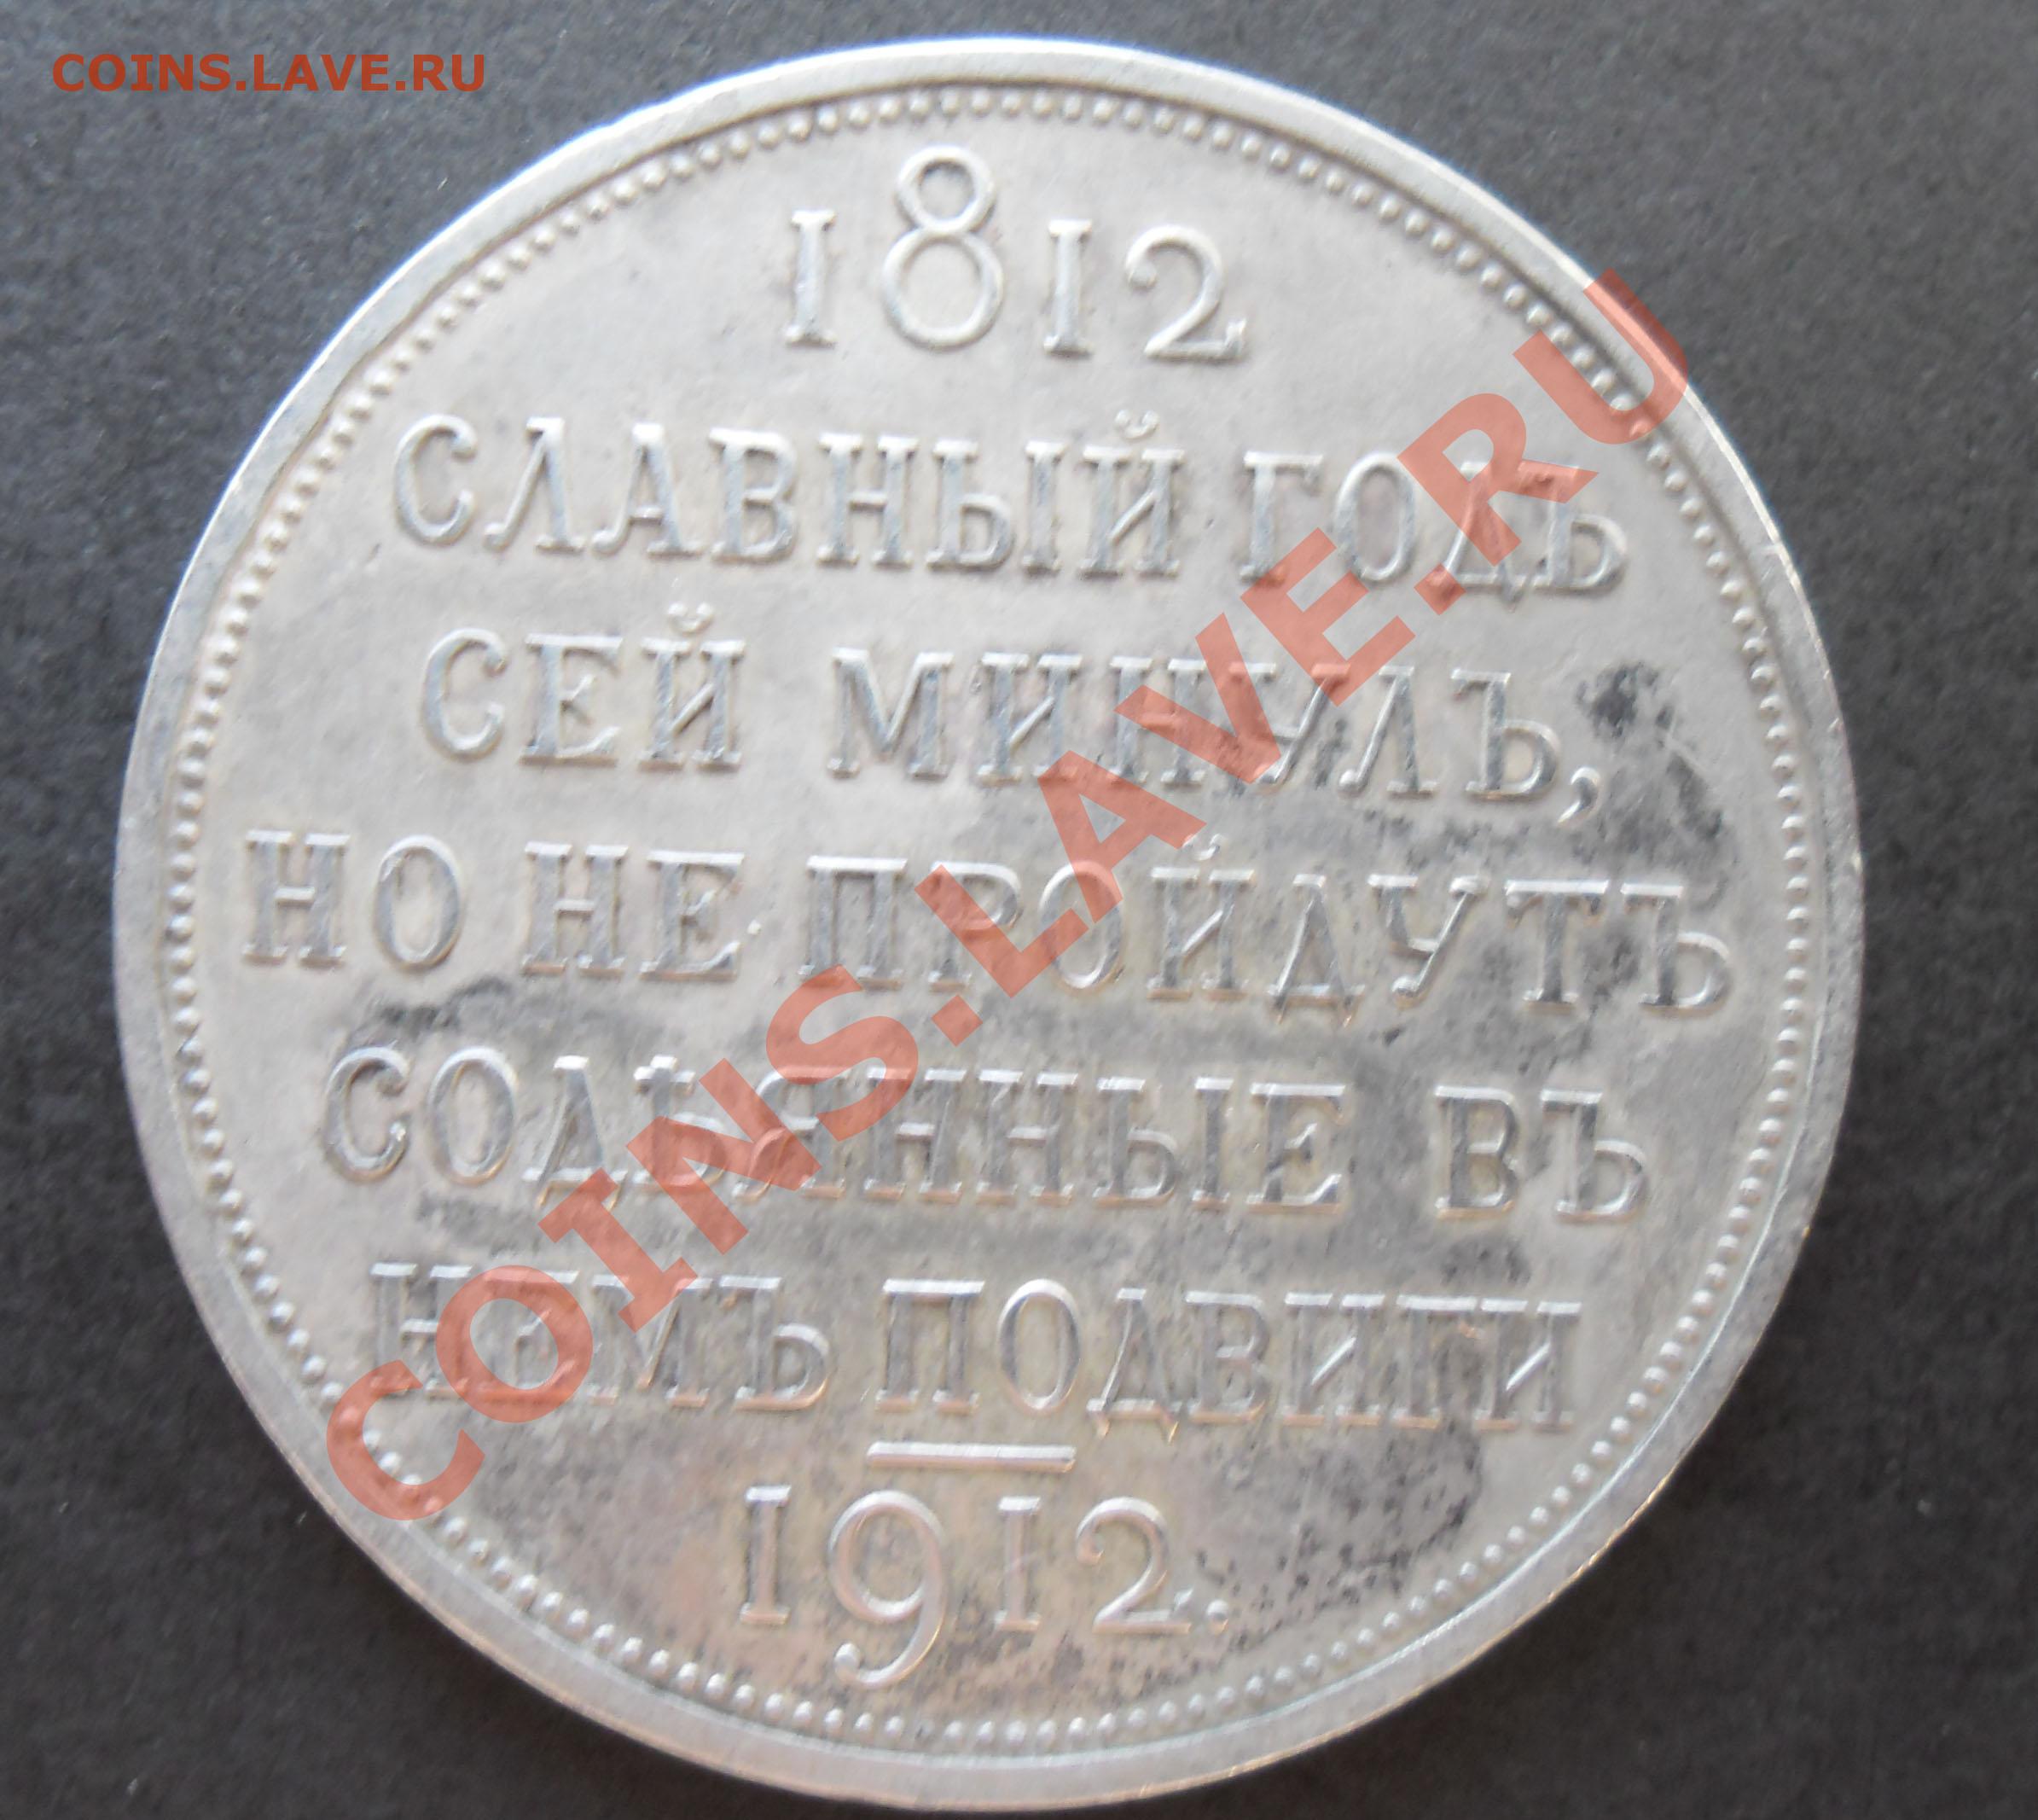 COINS.LAVE.RU
1812
СЛАВНЫЙ ГОДЪ
СЕЙ МИНУЛЪ,
НО НЕ ПРОЙДУТЪ
СОДѢЯННЫЕ ВЪ
НЕМЪ ПОДВИГИ
1912.
COINS.LAVE.RU